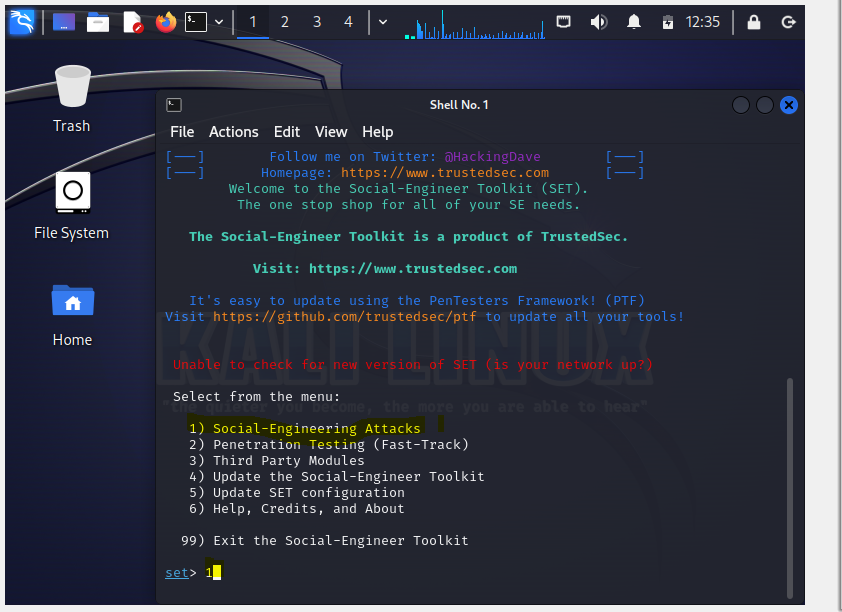 1 2 3 4 12:35
Trash
File System
Home
Shell No. 1
File Actions Edit View Help
[---] Follow me on Twitter: @HackingDave [---]
[---] Homepage: https://www.trustedsec.com [---]
Welcome to the Social-Engineer Toolkit (SET).
The one stop shop for all of your SE needs.
The Social-Engineer Toolkit is a product of TrustedSec.
Visit: https://www.trustedsec.com
It's easy to update using the PenTesters Framework! (PTF)
Visit https://github.com/trustedsec/ptf to update all your tools!
Unable to check for new version of SET (is your network up?)
KALI LINUX
Select from the menu:
"the quieter you become, the more you are able to hear"
1) Social-Engineering Attacks
2) Penetration Testing (Fast-Track)
3) Third Party Modules
4) Update the Social-Engineer Toolkit
5) Update SET configuration
6) Help, Credits, and About
99) Exit the Social-Engineer Toolkit
set> 1